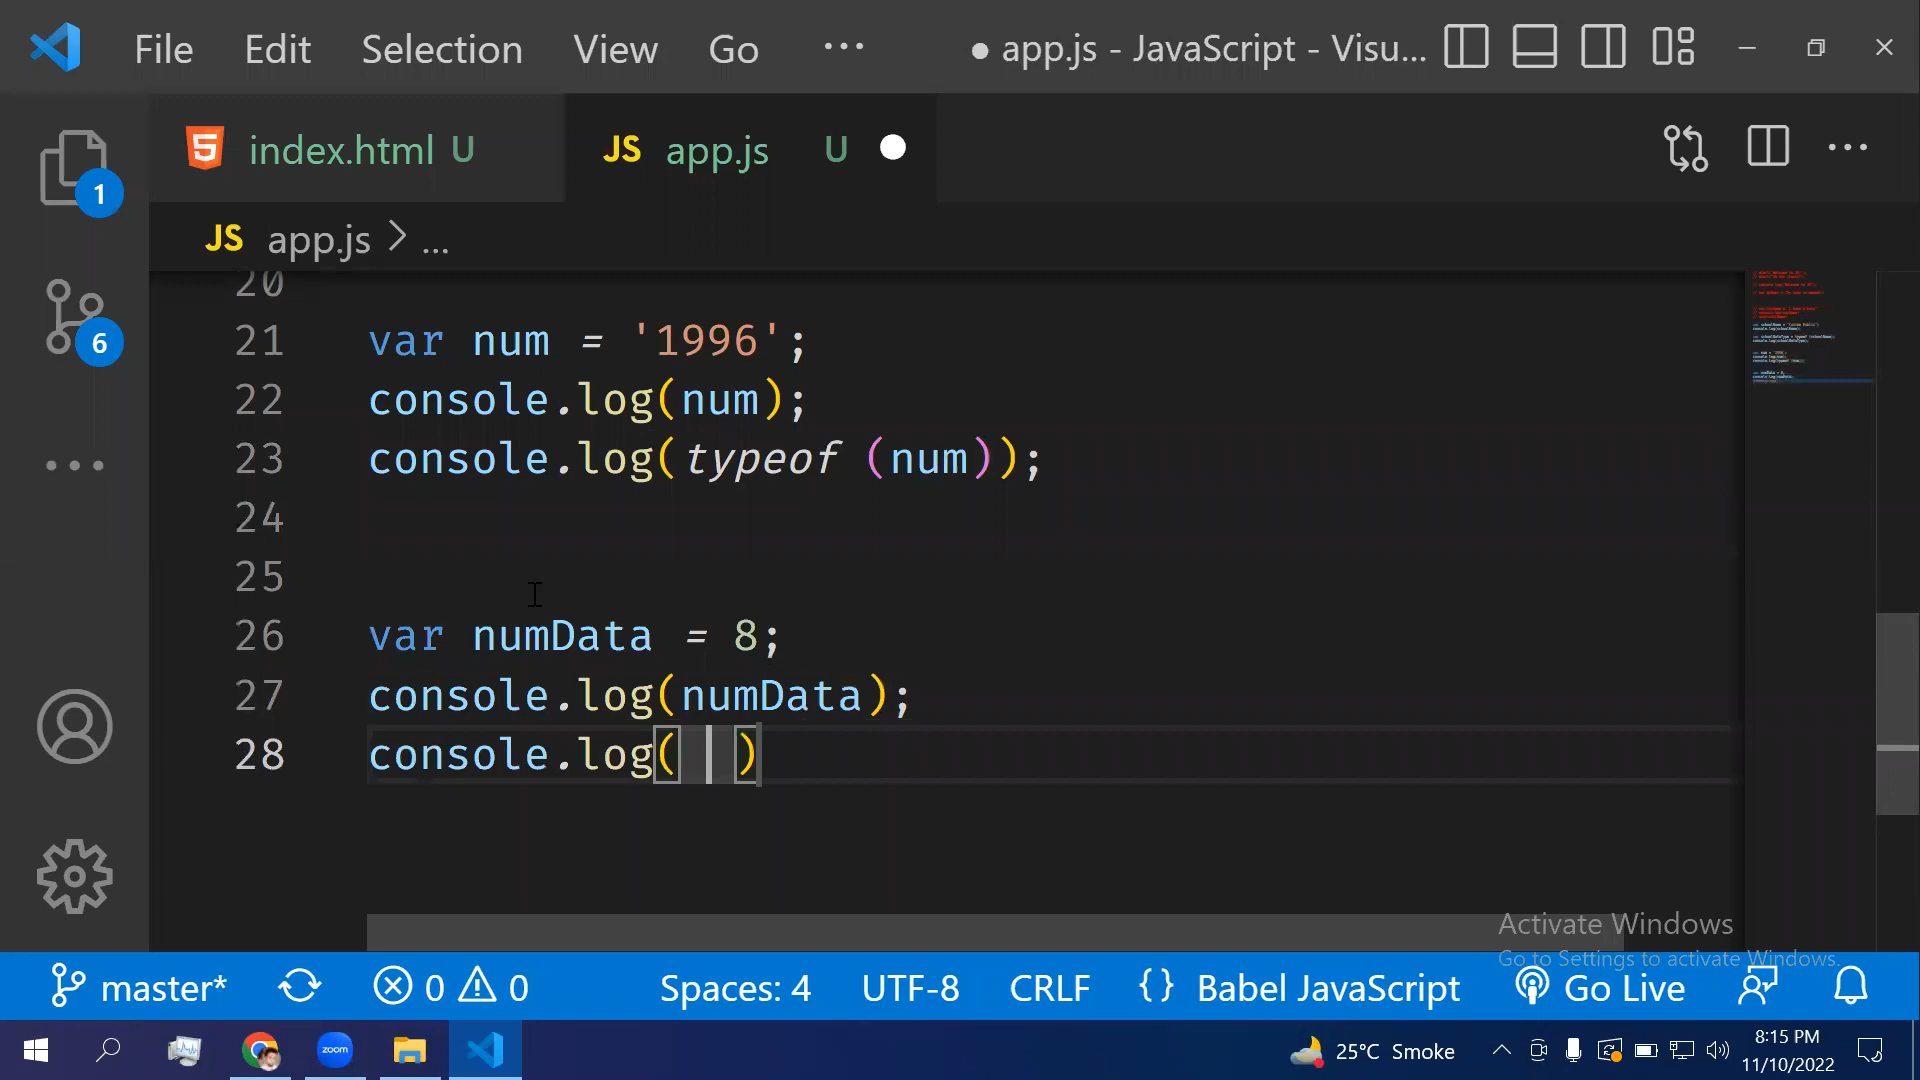 File Edit Selection View Go ··· ● app.js - JavaScript - Visu...
index.html U JS app.js U
JS app.js > ...
1
6
20
21 var num = '1996';
22 console.log(num);
23 console.log(typeof (num));
24
25
26 var numData = 8;
27 console.log(numData);
28 console.log( )
Activate Windows
Go to Settings to activate Windows.
master* 0 0 Spaces: 4 UTF-8 CRLF {} Babel JavaScript Go Live
zoom 25°C Smoke 8:15 PM
11/10/2022